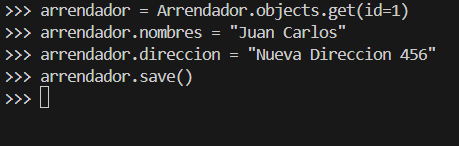 >>> arrendador = Arrendador.objects.get(id=1)
>>> arrendador.nombres = "Juan Carlos"
>>> arrendador.direccion = "Nueva Direccion 456"
>>> arrendador.save()
>>>